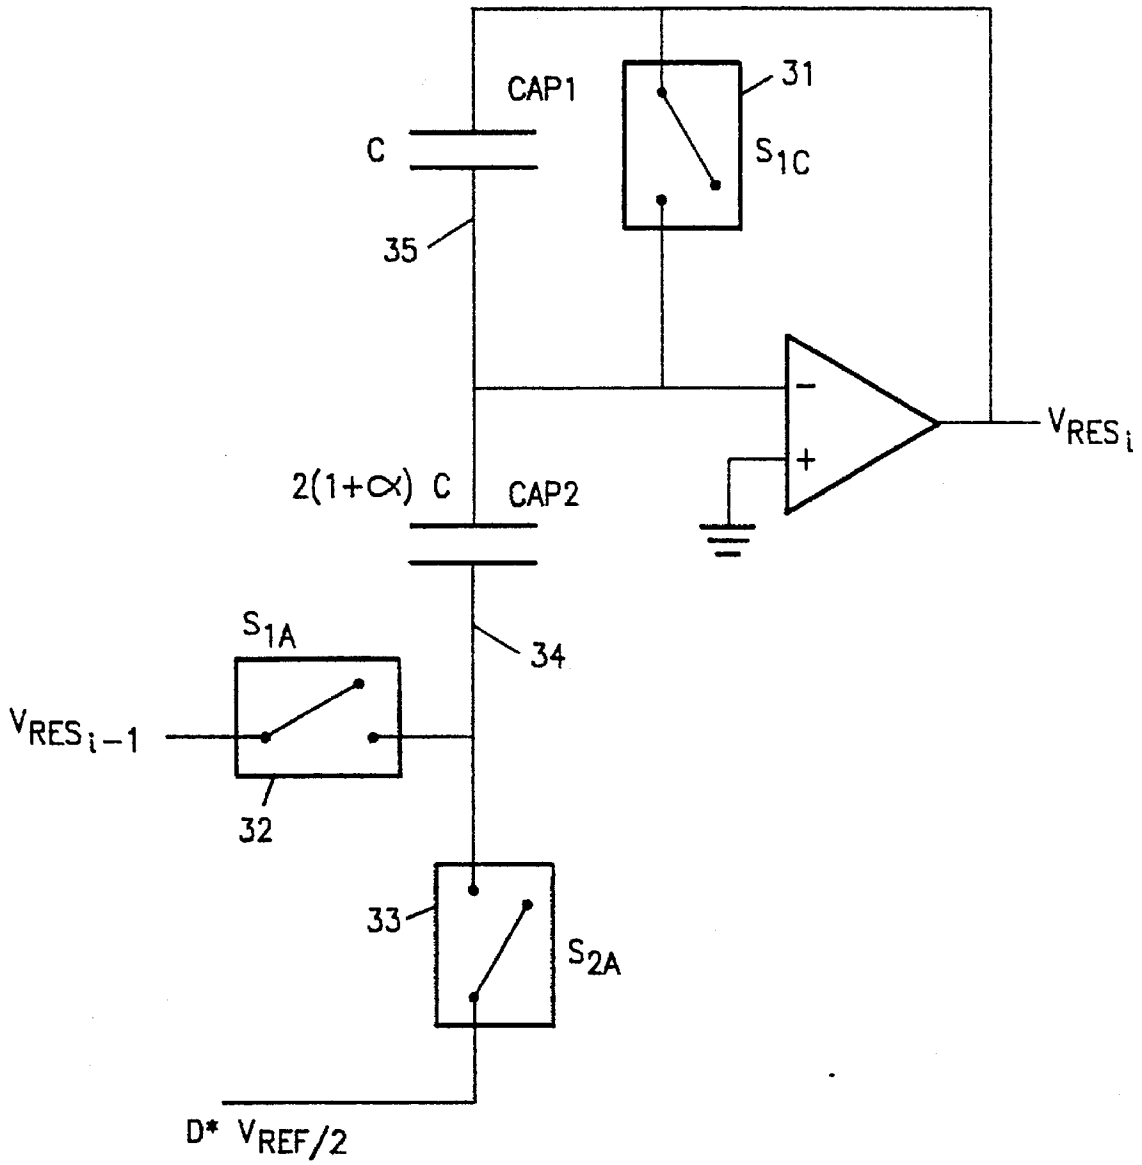 CAP1
31
C
S1C
35
−
VRESi
+
2(1+∝) C
CAP2
S1A
34
VRESi−1
32
33
S2A
D* VREF/2